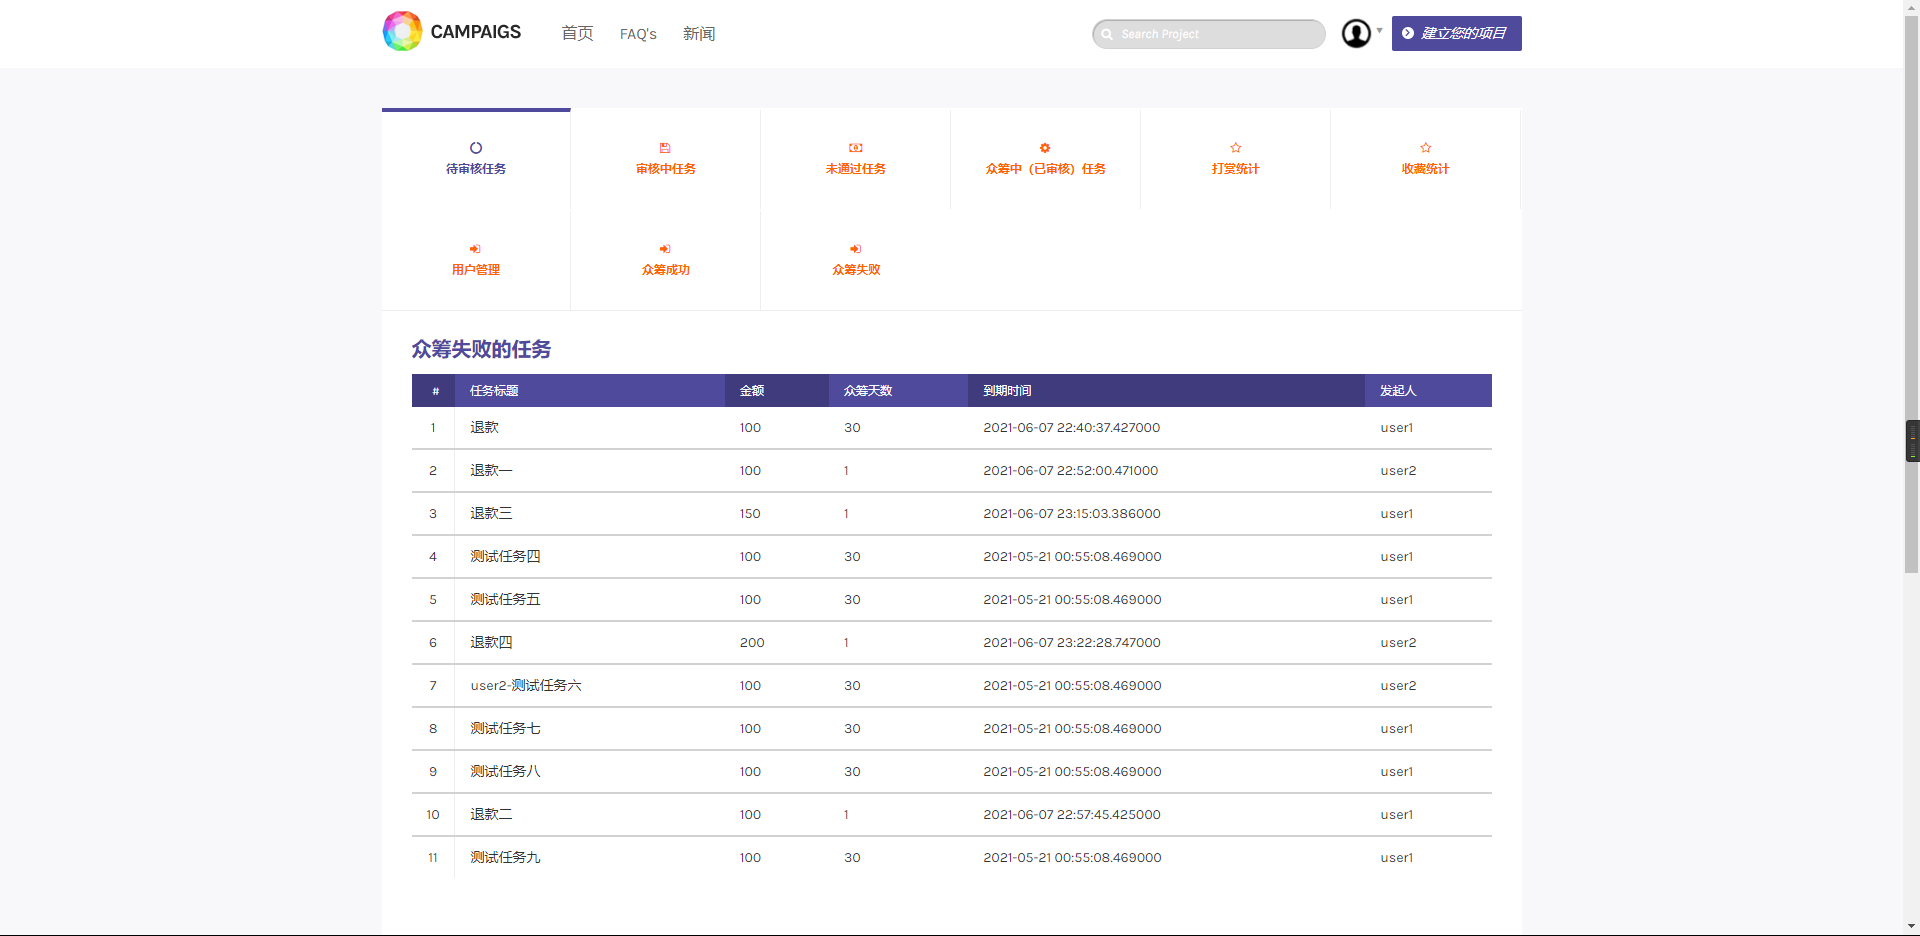 CAMPAIGS 首页 FAQ's 新闻 Search Project 建立您的项目
待审核任务 审核中任务 未通过任务 众筹中（已审核）任务 打赏统计 收藏统计
用户管理 众筹成功 众筹失败
众筹失败的任务
# 任务标题 金额 众筹天数 到期时间 发起人
1 退款 100 30 2021-06-07 22:40:37.427000 user1
2 退款一 100 1 2021-06-07 22:52:00.471000 user2
3 退款三 150 1 2021-06-07 23:15:03.386000 user1
4 测试任务四 100 30 2021-05-21 00:55:08.469000 user1
5 测试任务五 100 30 2021-05-21 00:55:08.469000 user1
6 退款四 200 1 2021-06-07 23:22:28.747000 user2
7 user2-测试任务六 100 30 2021-05-21 00:55:08.469000 user2
8 测试任务七 100 30 2021-05-21 00:55:08.469000 user1
9 测试任务八 100 30 2021-05-21 00:55:08.469000 user1
10 退款二 100 1 2021-06-07 22:57:45.425000 user1
11 测试任务九 100 30 2021-05-21 00:55:08.469000 user1